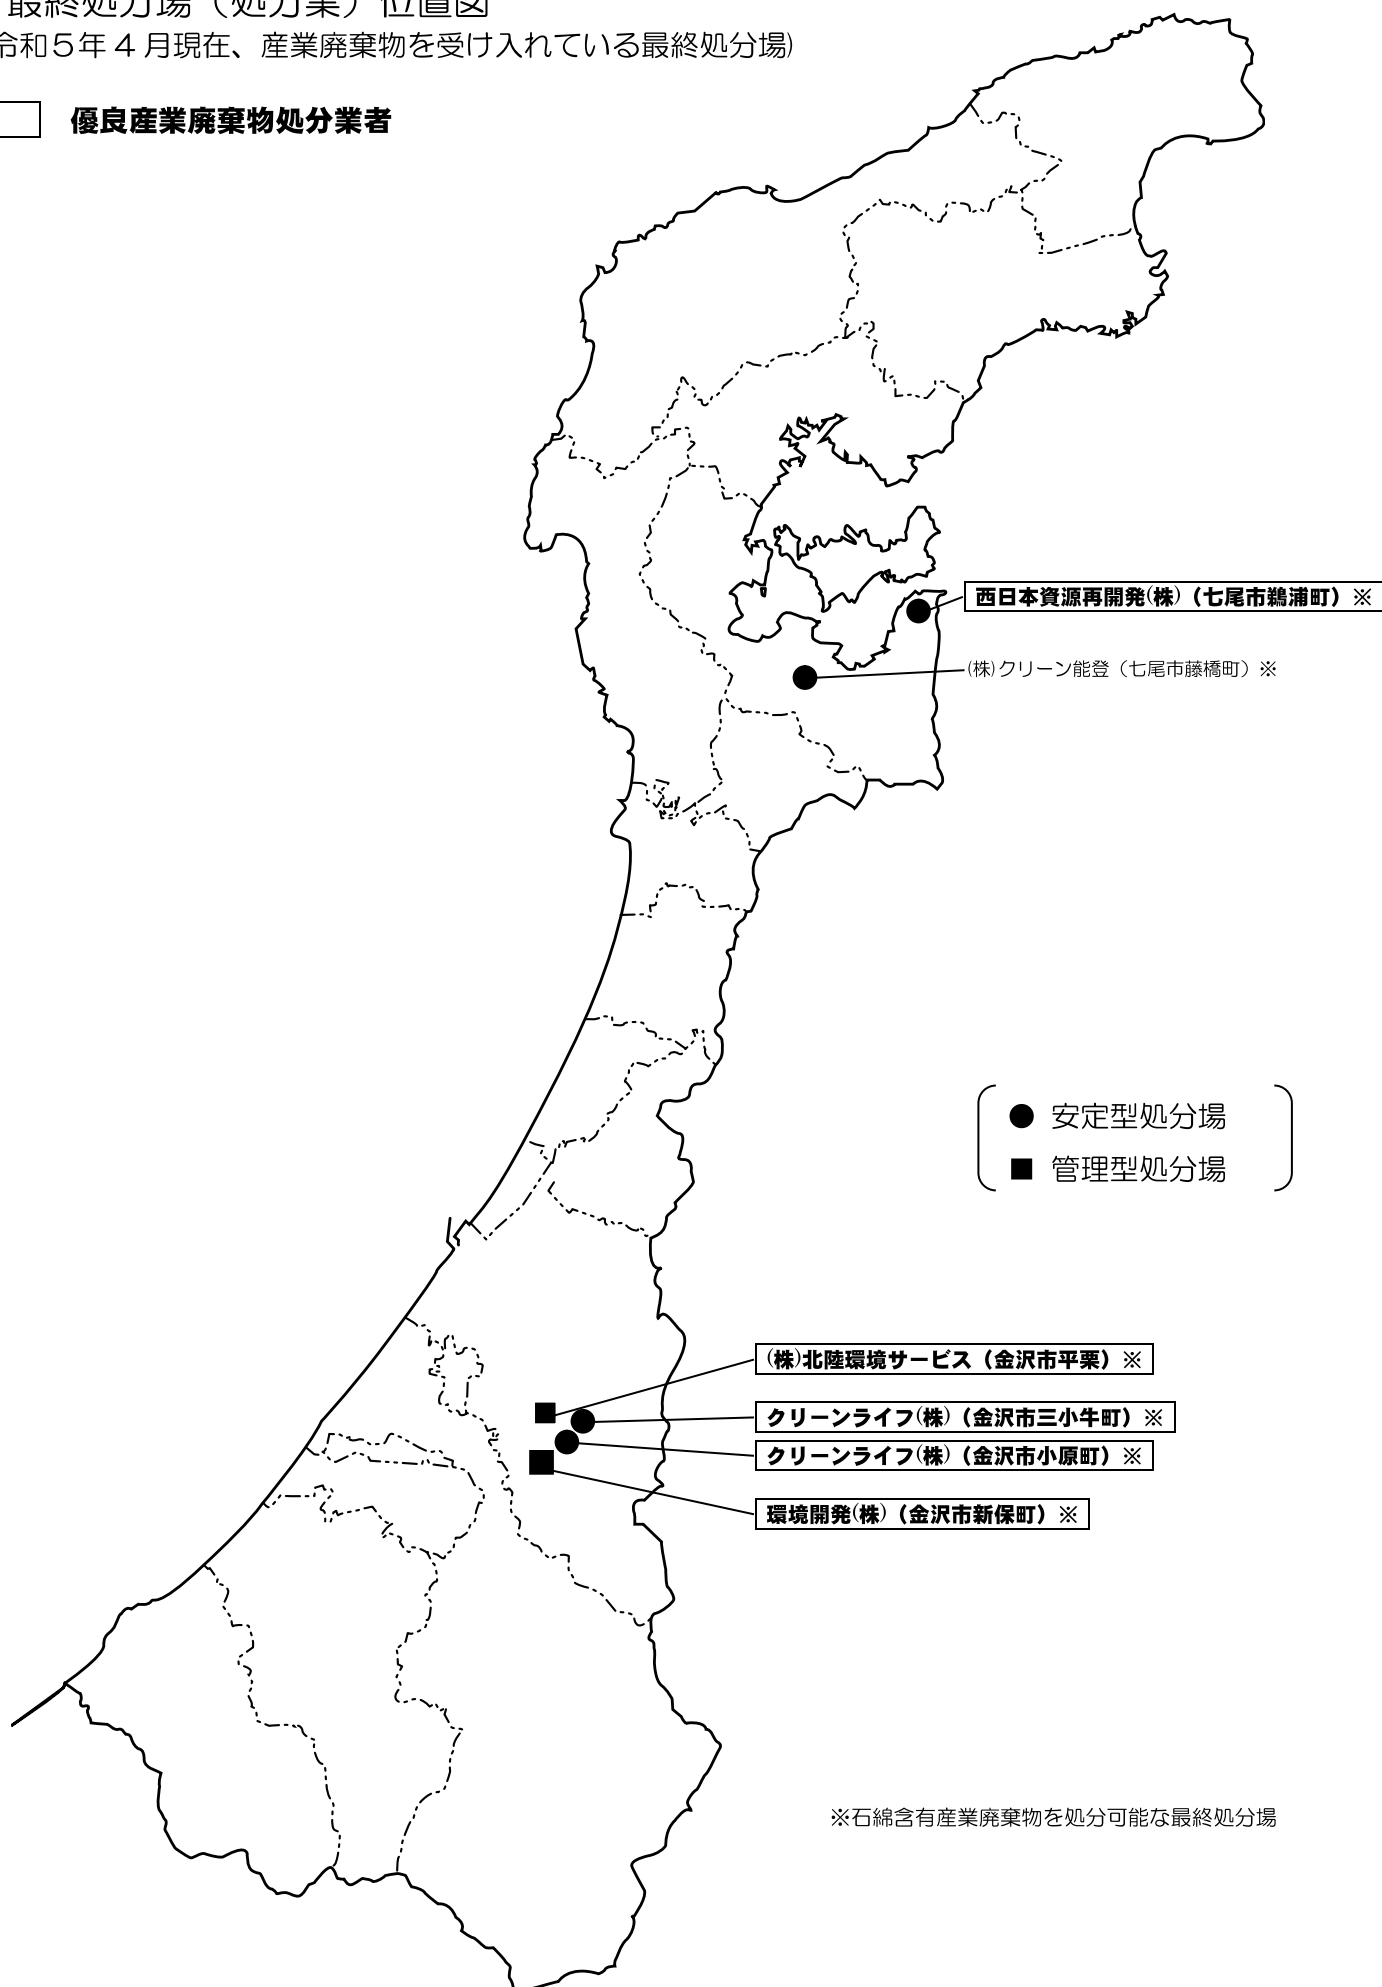 最終処分場（処分業）位置図
令和５年４月現在、産業廃棄物を受け入れている最終処分場)
優良産業廃棄物処分業者
西日本資源再開発(株)（七尾市鵜浦町）※
(株)クリーン能登（七尾市藤橋町）※
安定型処分場
管理型処分場
(株)北陸環境サービス（金沢市平栗）※
クリーンライフ(株)（金沢市三小牛町）※
クリーンライフ(株)（金沢市小原町）※
環境開発(株)（金沢市新保町）※
※石綿含有産業廃棄物を処分可能な最終処分場